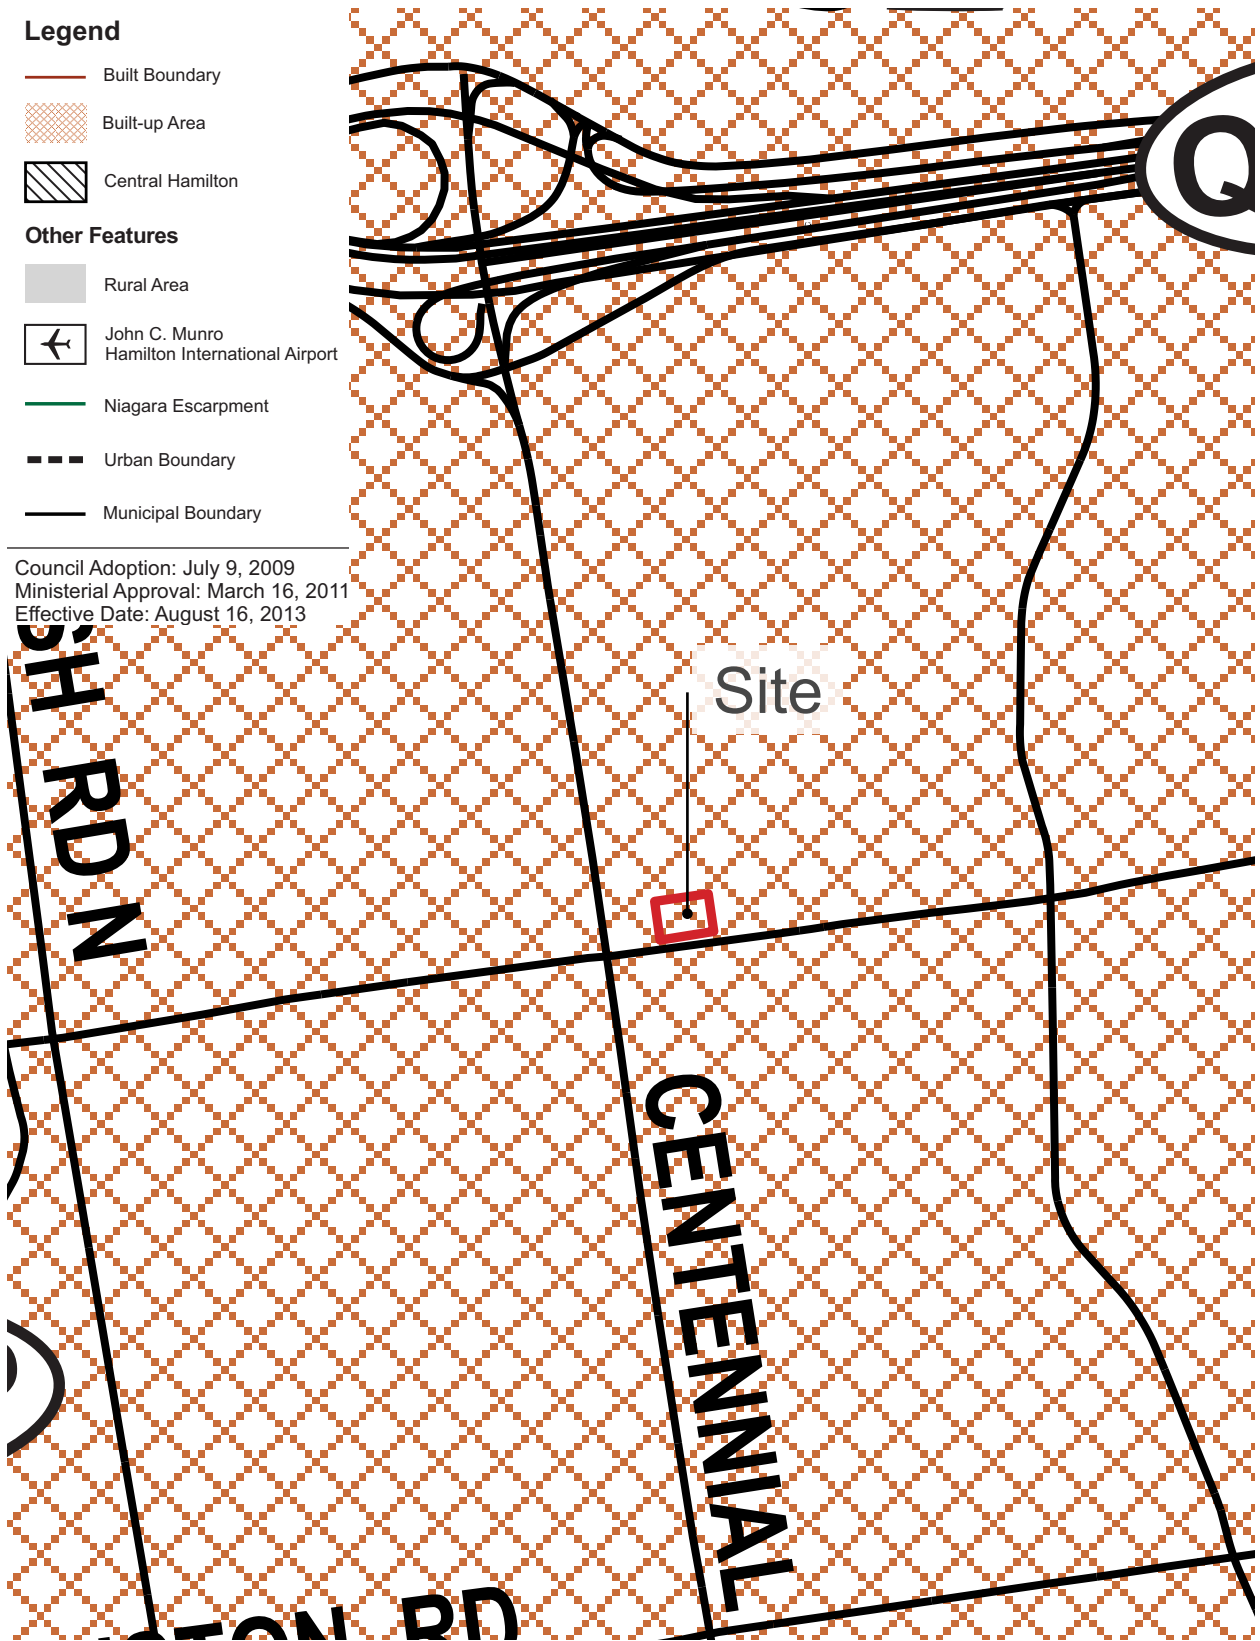 Legend
Built Boundary
Built-up Area
Central Hamilton
Other Features
Rural Area
John C. Munro
Hamilton International Airport
Niagara Escarpment
Urban Boundary
Municipal Boundary
Council Adoption: July 9, 2009
Ministerial Approval: March 16, 2011
Effective Date: August 16, 2013
Q
SH RD N
Site
CENTENNIAL
STON RD